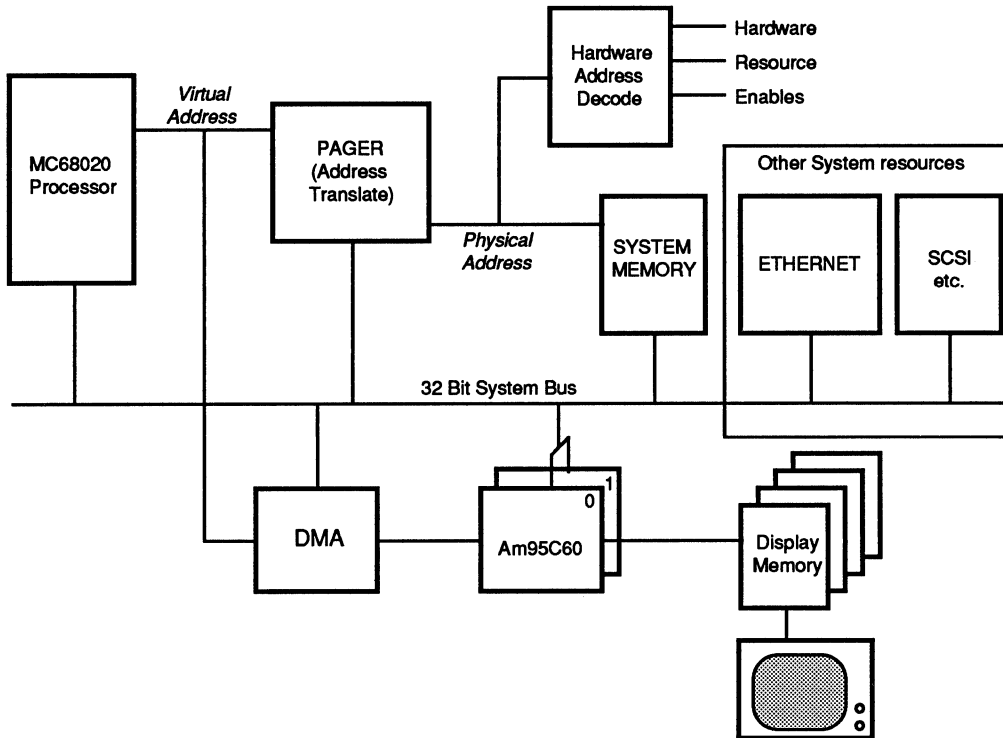 Hardware
Resource
Enables
Hardware
Address
Decode
Virtual
Address
MC68020
Processor
PAGER
(Address
Translate)
Physical
Address
SYSTEM
MEMORY
Other System resources
ETHERNET
SCSI
etc.
32 Bit System Bus
DMA
1
0
Am95C60
Display
Memory